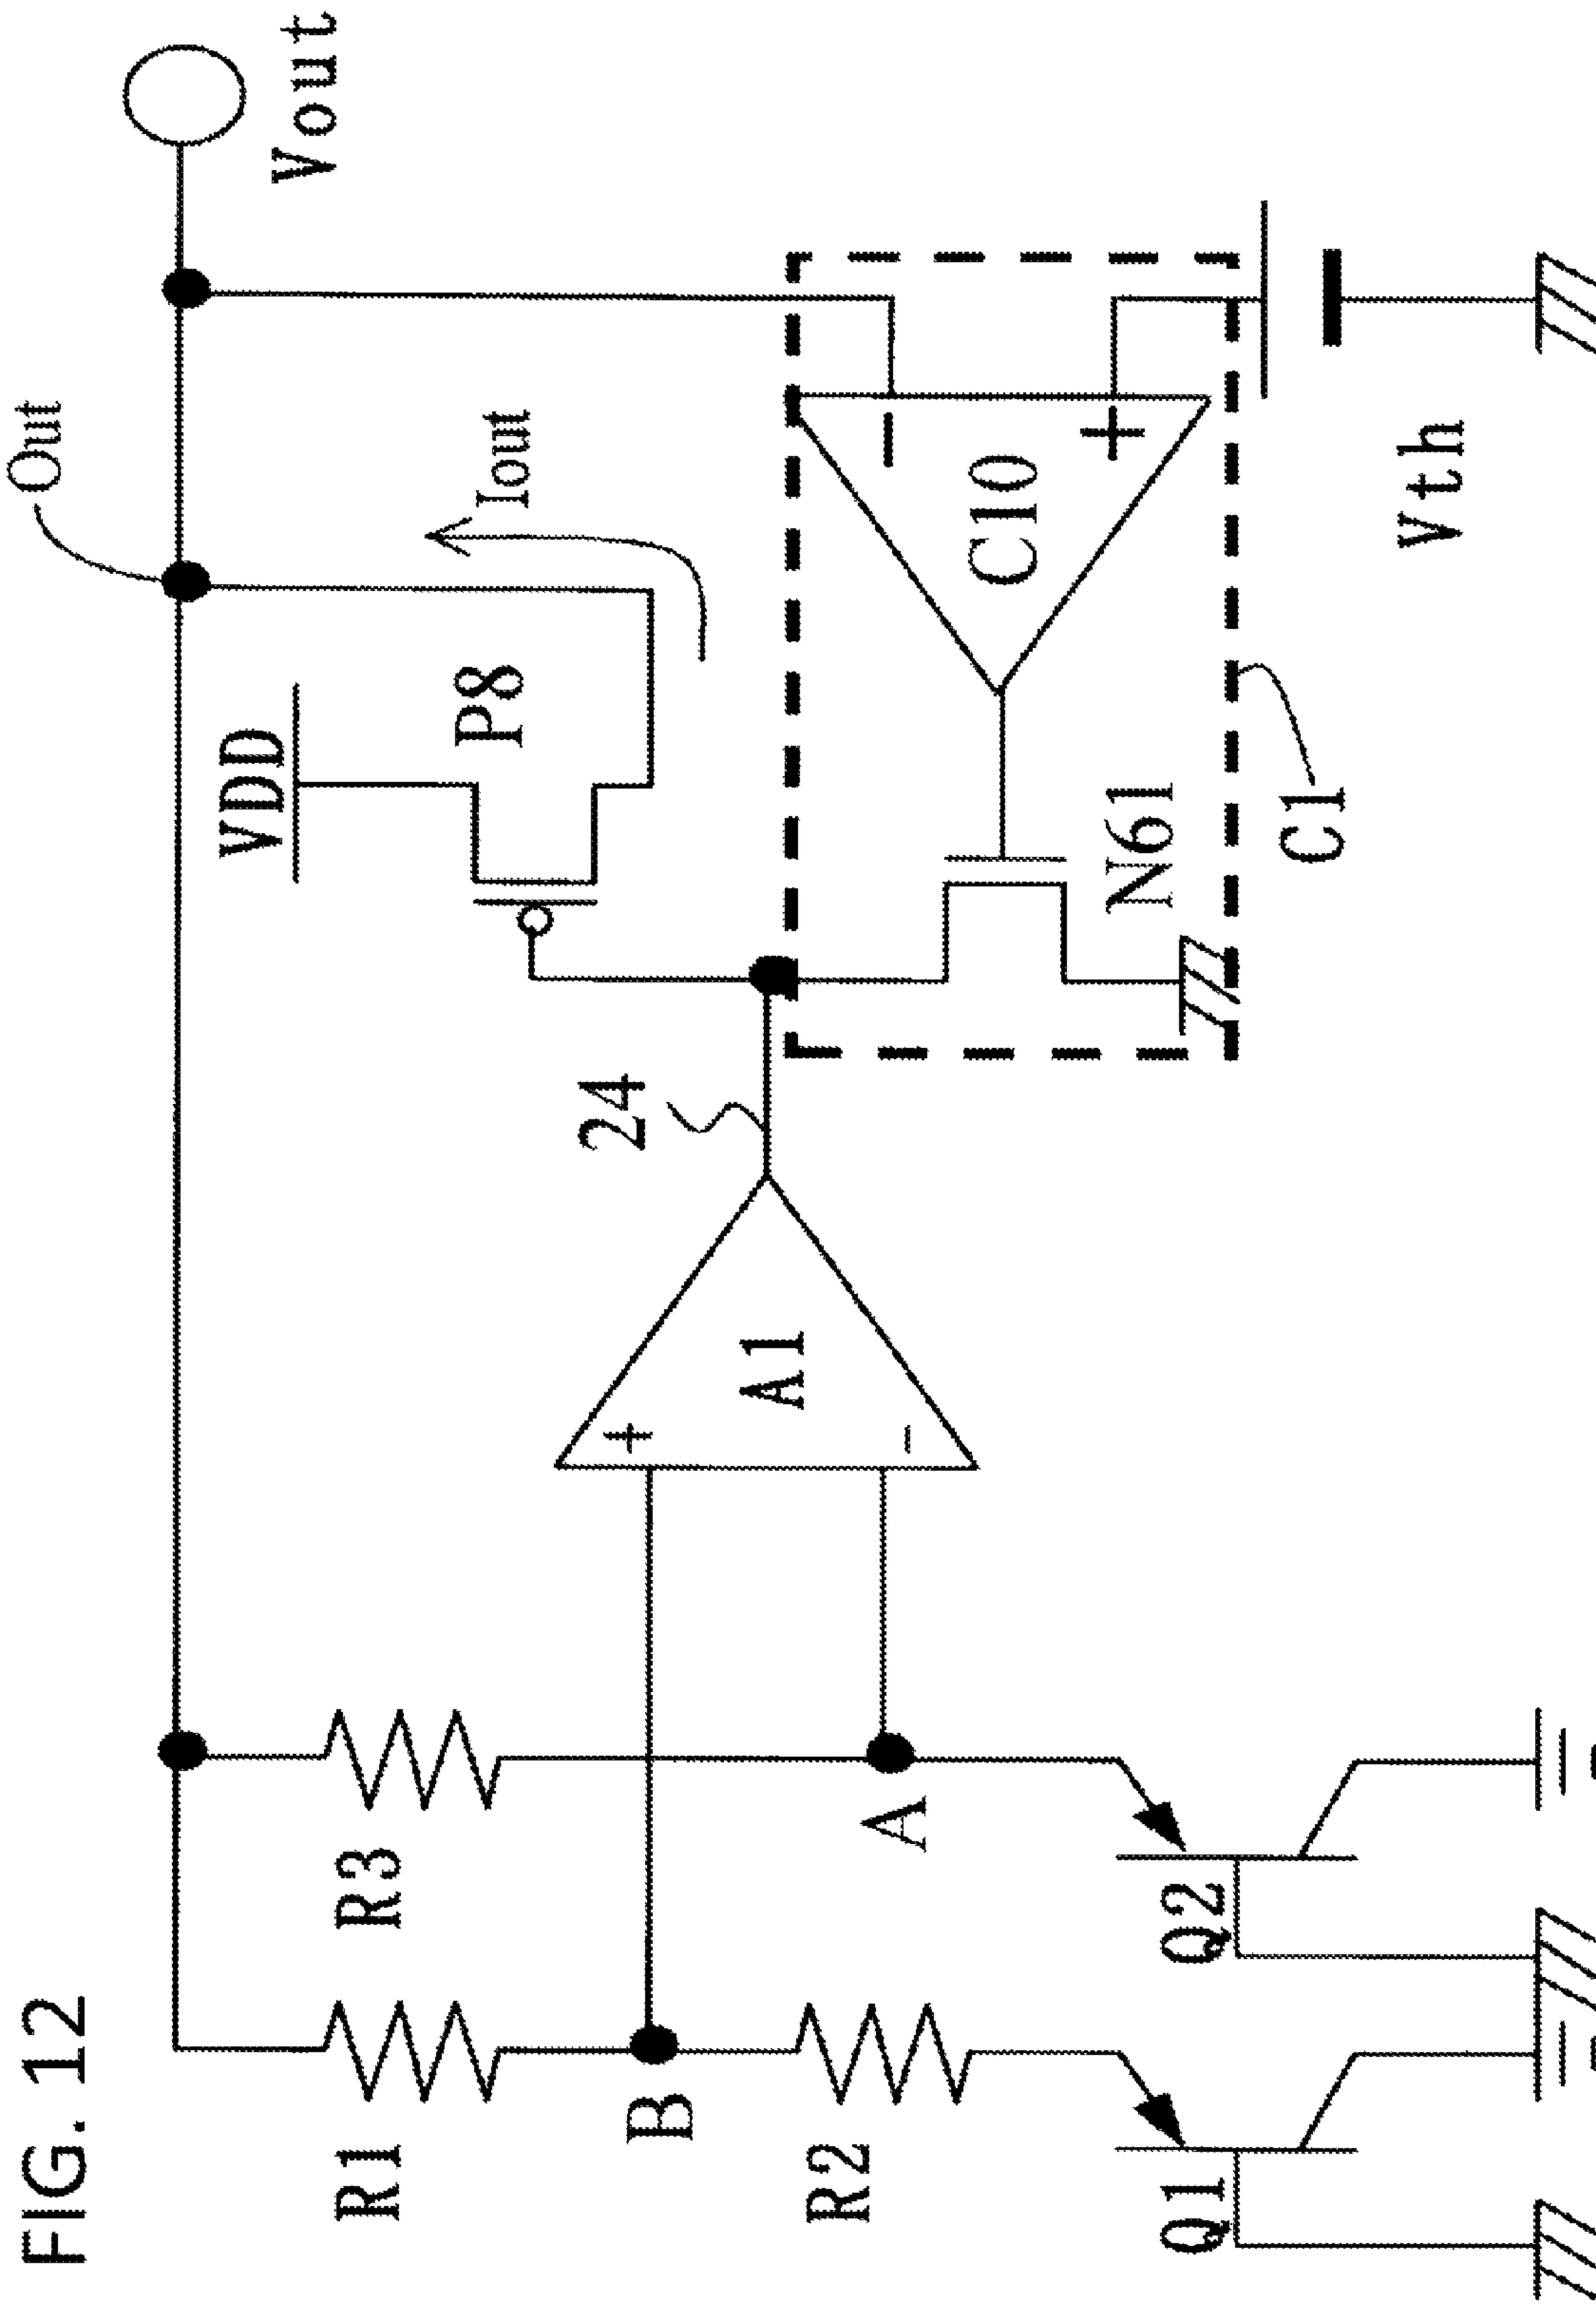 FIG. 12
Out
Vout
VDD
Iout
P8
R1
R3
24
B
A1
+
-
C10
-
+
A
R2
N61
Q1
Q2
C1
Vth